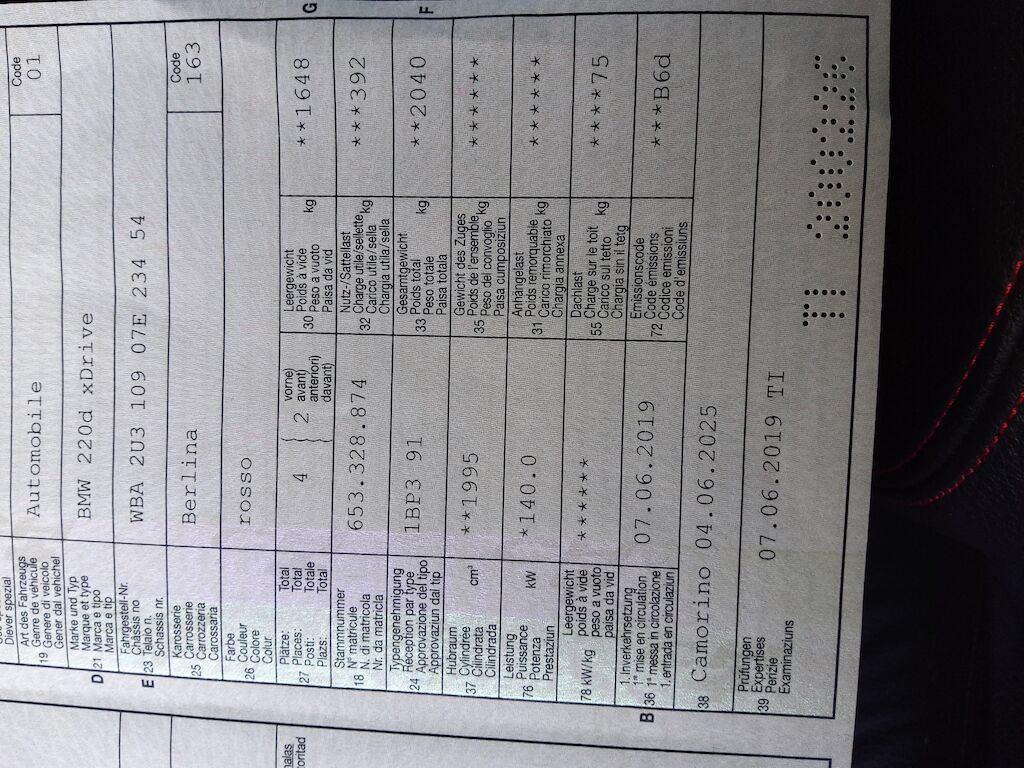 Diever spezial
Art des Fahrzeugs
Genre de véhicule
19 Genere di veicolo
Gener dal vehichel
Automobile
Code
01
D
Marke und Typ
Marque et type
21 Marca e tipo
Marca e tip
BMW 220d xDrive
E
Fahrgestell-Nr.
Châssis no
23 Telaio n.
Schassis nr.
WBA 2U3 109 07E 234 54
Karosserie
Carosserie
25 Carozzeria
Carossaria
Berlina
Code
163
Farbe
Couleur
26 Colore
Colur
rosso
Plätze: Total
Places: Total
27 Posti: Totale
Plazs: Total
4 } 2
vorne)
avant)
anteriori)
davant)
G
Leergewicht
Poids à vide
30 Peso a vuoto kg
Paisa da vid
**1648
Stammnummer
N° matricule
18 N. di matricola
Nr. da matricla
653.328.874
Nutz-/Sattellast
Charge utile/sellette kg
32 Carico utile/sella
Chargia utila/sella
***392
Typengenehmigung
Réception par type
24 Approvazione del tipo
Approvaziun dal tip
1BP3 91
F
Gesamtgewicht
Poids total
33 Peso totale kg
Paisa totala
**2040
Hubraum
Cylindrée
37 Cilindrata cm³
Cilindrada
**1995
Gewicht des Zuges
Poids de l'ensemble kg
35 Peso del convoglio
Paisa cumposiziun
*******
Leistung
Puissance
76 Potenza kW
Prestaziun
*140.0
Anhängelast
Poids remorquable kg
31 Carico rimorchiato
Chargia annexa
*******
Leergewicht
poids à vide
78 kW/kg peso a vuoto
paisa da vid
******
Dachlast
Charge sur le toit
55 Carico sul tetto kg
Chargia sin il tetg
*****75
B
1. Inverkehrsetzung
1re mise en circulation
36 1a messa in circolazione
1. entrada en circulaziun
07.06.2019
Emissionscode
Code émissions
72 Codice emissioni
Code d'emissiuns
***B6d
38 Camorino 04.06.2025
Prüfungen
Expertises
39 Perizie
Examinaziuns
07.06.2019 TI